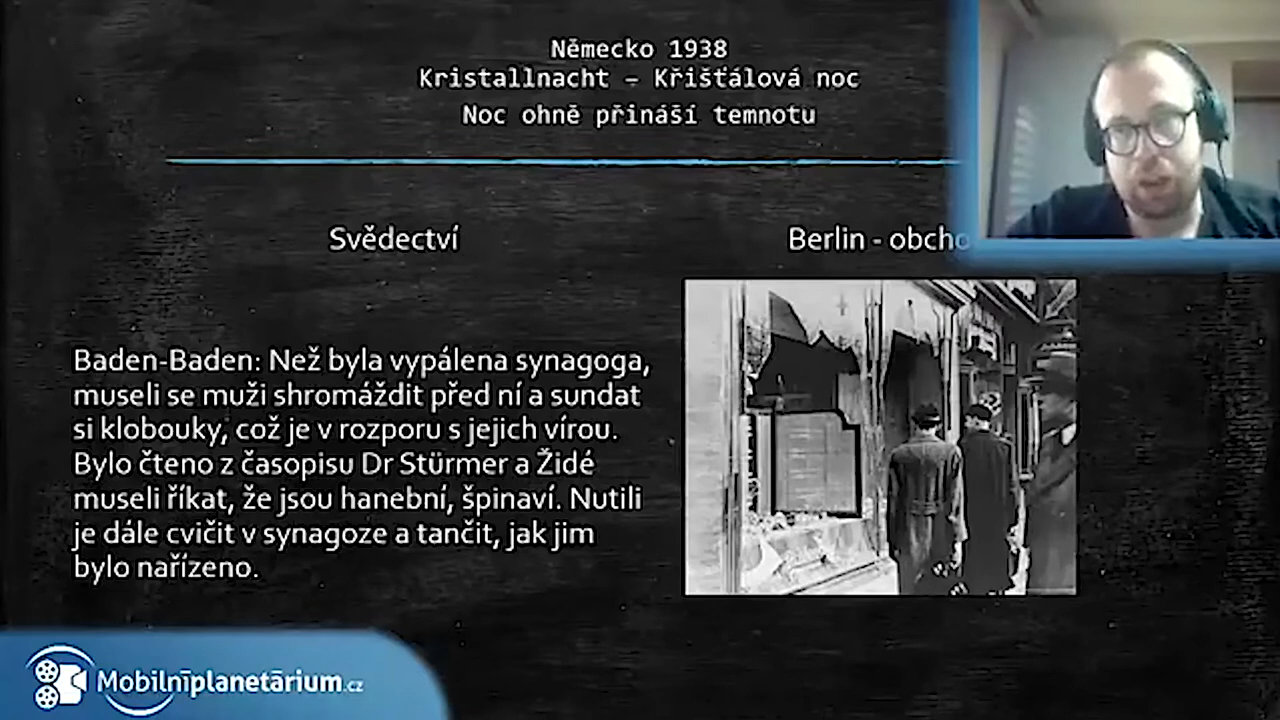 Německo 1938
Kristallnacht – Křišťálová noc
Noc ohně přináší temnotu
Svědectví
Baden-Baden: Než byla vypálena synagoga,
museli se muži shromáždit před ní a sundat
si klobouky, což je v rozporu s jejich vírou.
Bylo čteno z časopisu Dr Stürmer a Židé
museli říkat, že jsou hanební, špinaví. Nutili
je dále cvičit v synagoze a tančit, jak jim
bylo nařízeno.
Berlin - obcho
Mobilnīplanetārium.cz